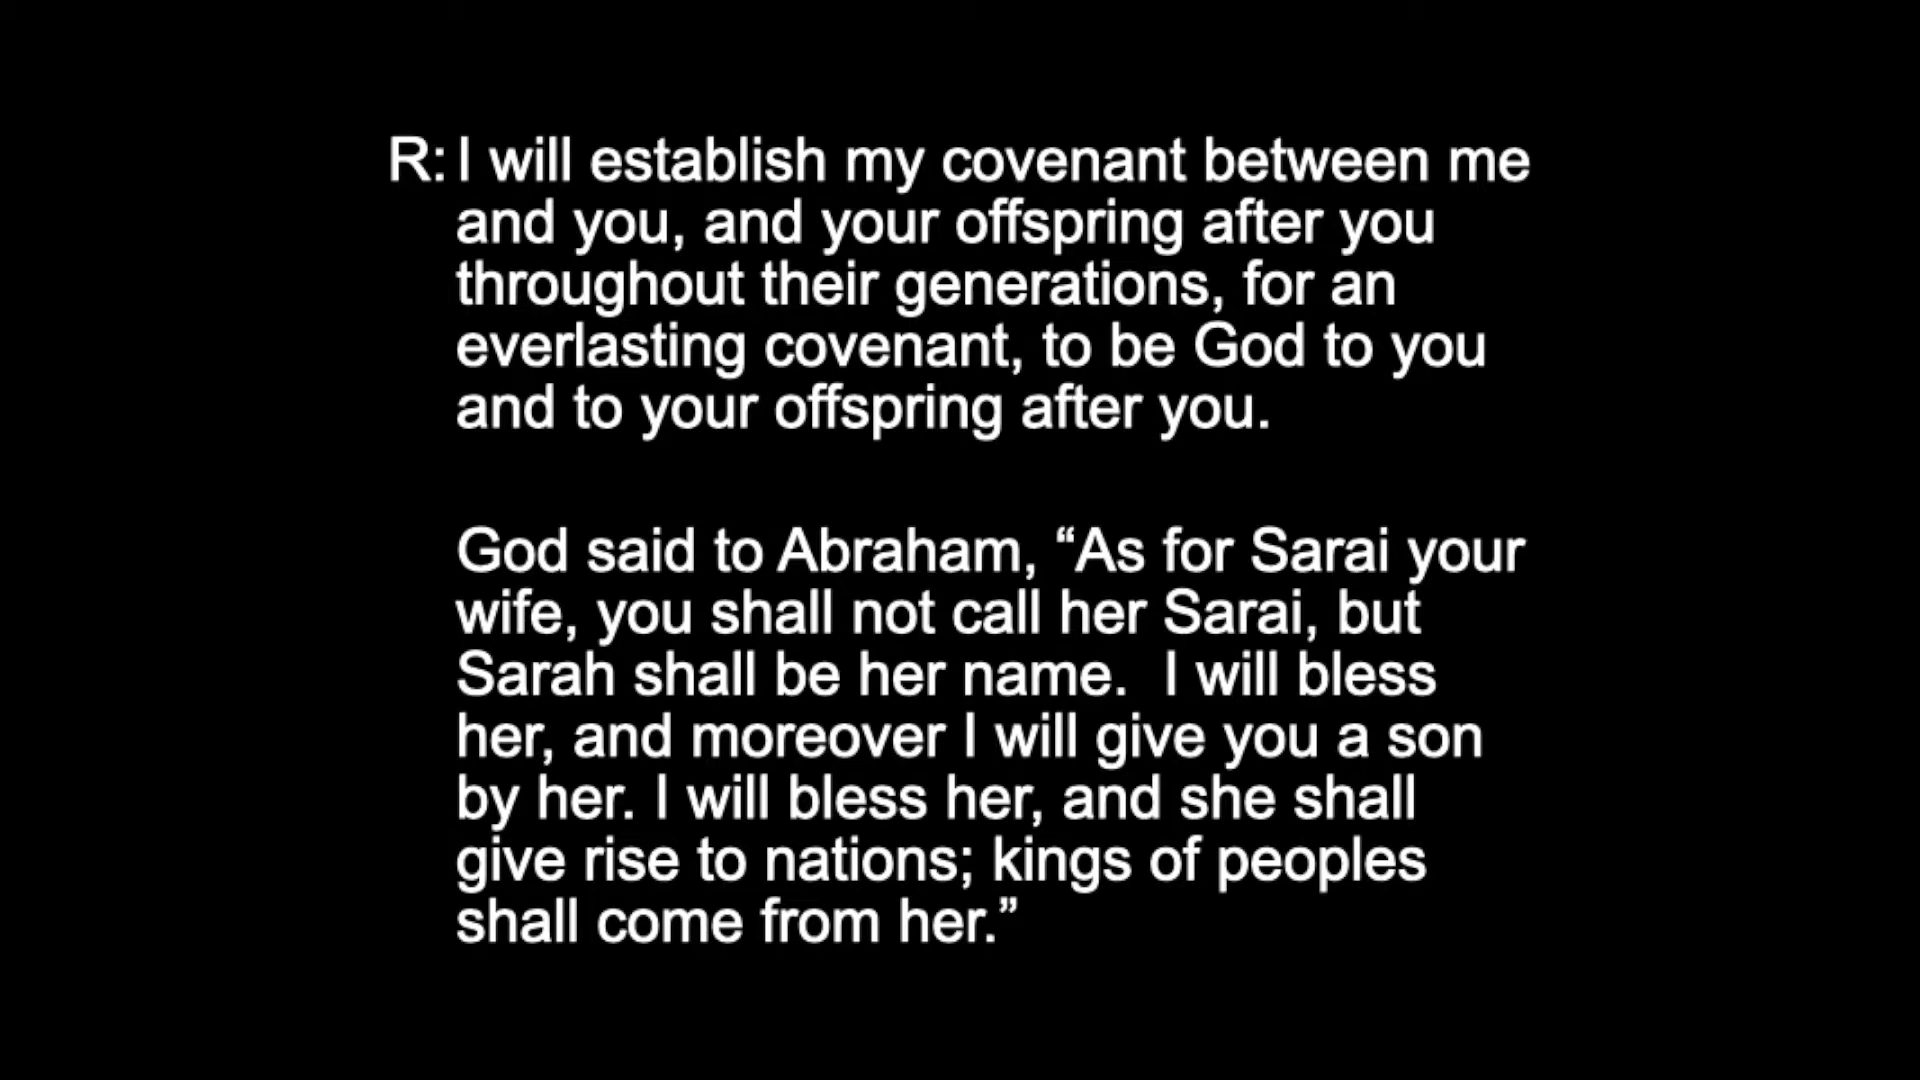 R: I will establish my covenant between me
and you, and your offspring after you
throughout their generations, for an
everlasting covenant, to be God to you
and to your offspring after you.
God said to Abraham, “As for Sarai your
wife, you shall not call her Sarai, but
Sarah shall be her name.  I will bless
her, and moreover I will give you a son
by her. I will bless her, and she shall
give rise to nations; kings of peoples
shall come from her.”